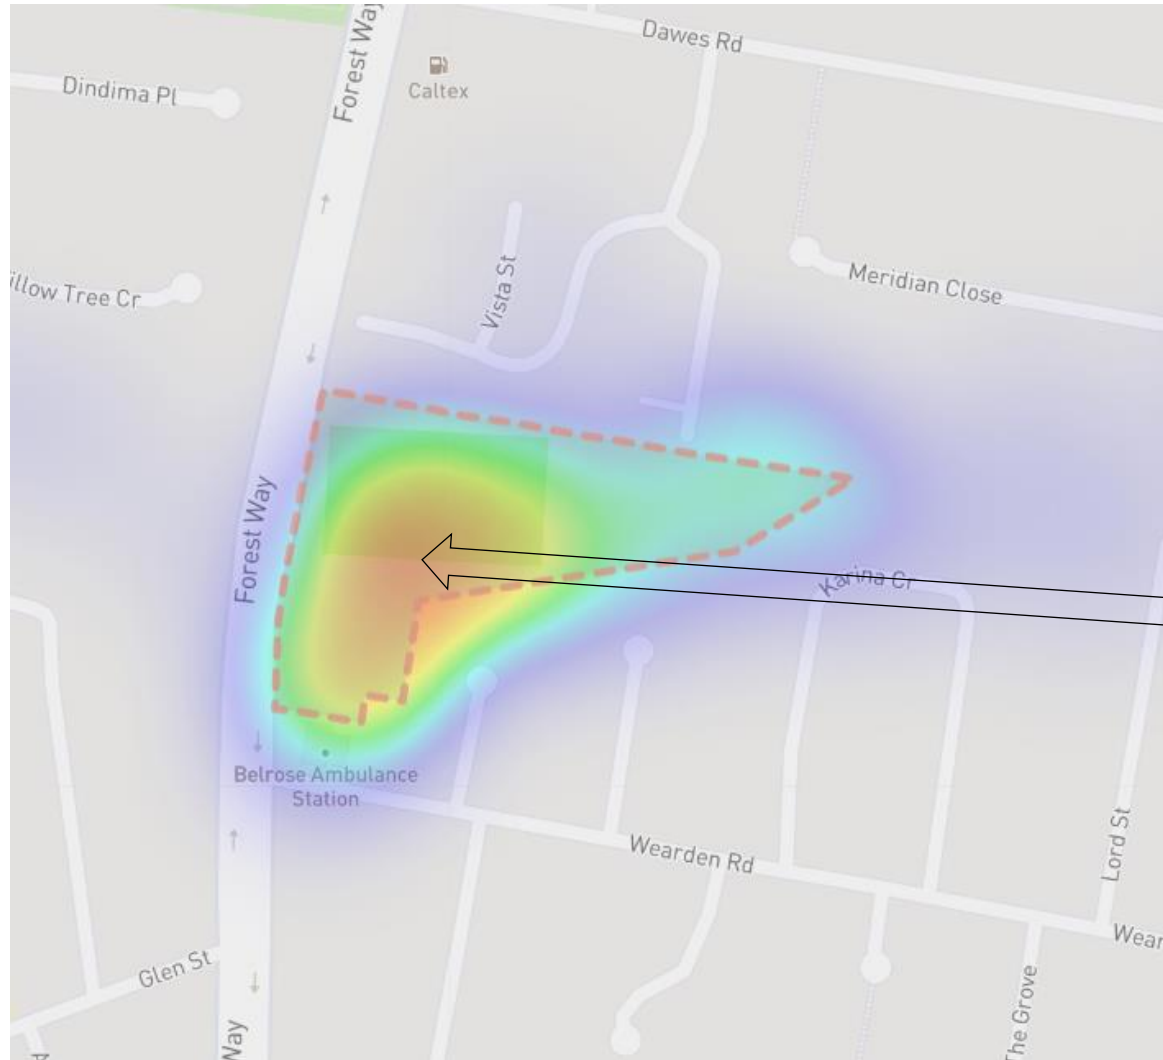 Forest Way
Dawes Rd
Caltex
Dindima Pl
Meridian Close
illow Tree Cr
Vista St
Forest Way
Karina Cr
Belrose Ambulance
Station
Wearden Rd
Lord St
Wear
Glen St
The Grove
Way